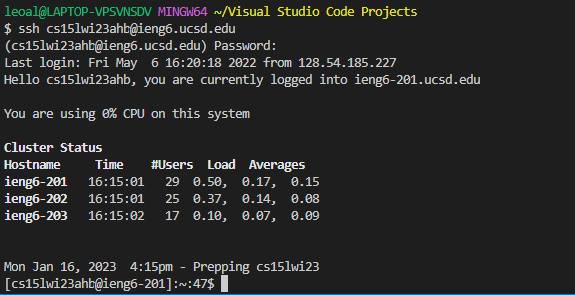 leoal@LAPTOP-VPSVNSDV MINGW64 ~/Visual Studio Code Projects
$ ssh cs15lwi23ahb@ieng6.ucsd.edu
(cs15lwi23ahb@ieng6.ucsd.edu) Password:
Last login: Fri May  6 16:20:18 2022 from 128.54.185.227
Hello cs15lwi23ahb, you are currently logged into ieng6-201.ucsd.edu
You are using 0% CPU on this system
Cluster Status
Hostname     Time    #Users  Load  Averages
ieng6-201   16:15:01   29  0.50,  0.17,  0.15
ieng6-202   16:15:01   25  0.37,  0.14,  0.08
ieng6-203   16:15:02   17  0.10,  0.07,  0.09
Mon Jan 16, 2023  4:15pm - Prepping cs15lwi23
[cs15lwi23ahb@ieng6-201]:~:47$